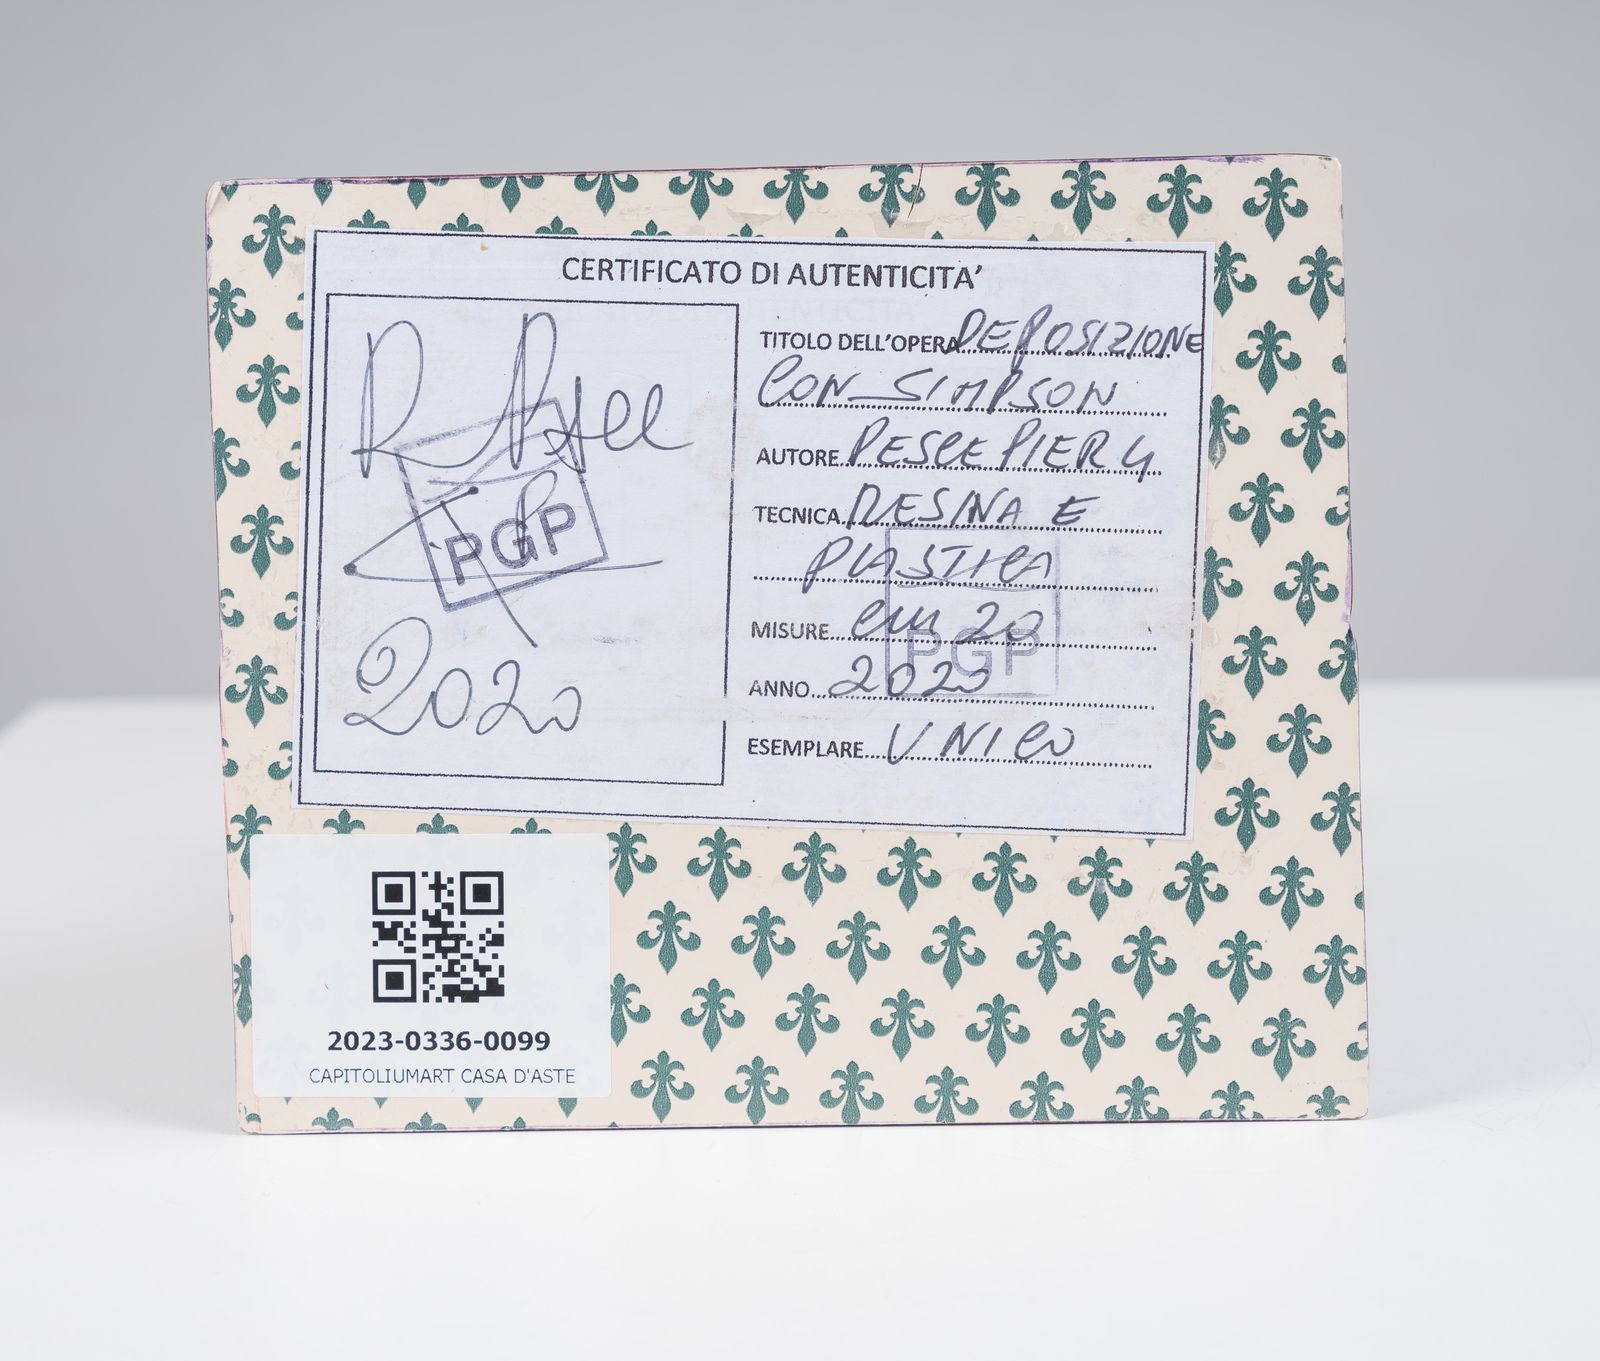 CERTIFICATO DI AUTENTICITA'
TITOLO DELL'OPERA DEPOSIZIONE
CON SIMPSON
AUTORE PESCE PIER G
TECNICA RESINA E
PLASTICA
MISURE cm 20
ANNO 2020
ESEMPLARE UNICO
PGP
PGP
2020
2023-0336-0099
CAPITOLIUMART CASA D'ASTE